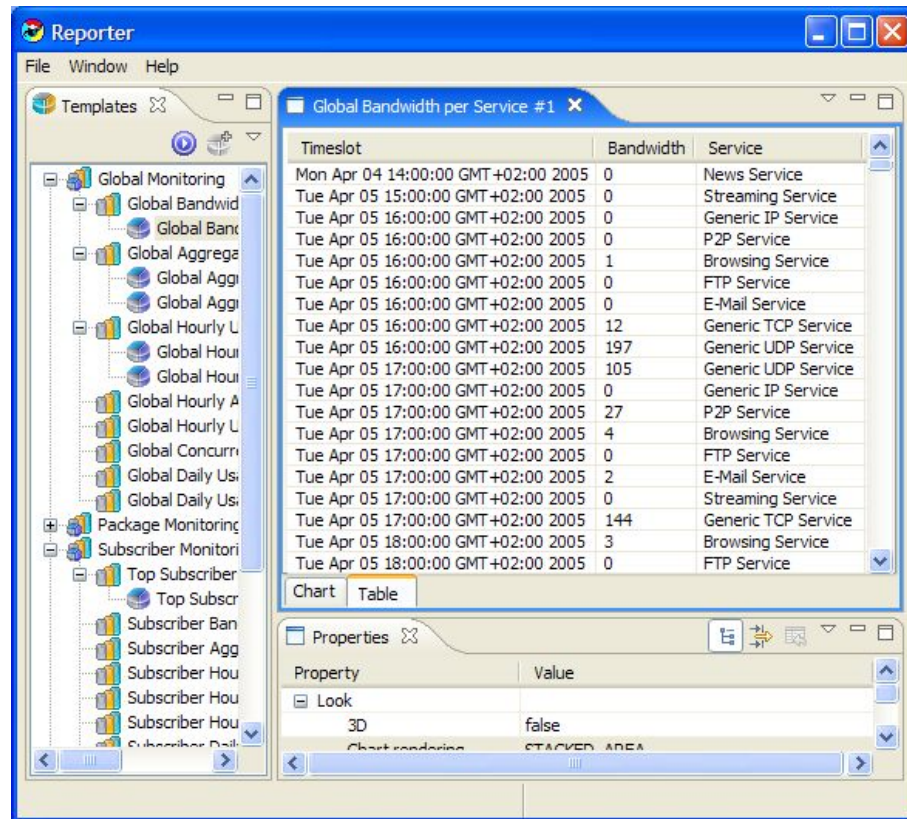 Reporter
File Window Help
Templates
Global Monitoring
Global Bandwid
Global Band
Global Aggrega
Global Aggr
Global Aggr
Global Hourly U
Global Hour
Global Hour
Global Hourly A
Global Hourly U
Global Concurre
Global Daily Usa
Global Daily Usa
Package Monitoring
Subscriber Monitori
Top Subscriber
Top Subscr
Subscriber Ban
Subscriber Agg
Subscriber Hou
Subscriber Hou
Subscriber Hou
Subscriber Dail
Global Bandwidth per Service #1
Timeslot Bandwidth Service
Mon Apr 04 14:00:00 GMT+02:00 2005 0 News Service
Tue Apr 05 15:00:00 GMT+02:00 2005 0 Streaming Service
Tue Apr 05 16:00:00 GMT+02:00 2005 0 Generic IP Service
Tue Apr 05 16:00:00 GMT+02:00 2005 0 P2P Service
Tue Apr 05 16:00:00 GMT+02:00 2005 1 Browsing Service
Tue Apr 05 16:00:00 GMT+02:00 2005 0 FTP Service
Tue Apr 05 16:00:00 GMT+02:00 2005 0 E-Mail Service
Tue Apr 05 16:00:00 GMT+02:00 2005 12 Generic TCP Service
Tue Apr 05 16:00:00 GMT+02:00 2005 197 Generic UDP Service
Tue Apr 05 17:00:00 GMT+02:00 2005 105 Generic UDP Service
Tue Apr 05 17:00:00 GMT+02:00 2005 0 Generic IP Service
Tue Apr 05 17:00:00 GMT+02:00 2005 27 P2P Service
Tue Apr 05 17:00:00 GMT+02:00 2005 4 Browsing Service
Tue Apr 05 17:00:00 GMT+02:00 2005 0 FTP Service
Tue Apr 05 17:00:00 GMT+02:00 2005 2 E-Mail Service
Tue Apr 05 17:00:00 GMT+02:00 2005 0 Streaming Service
Tue Apr 05 17:00:00 GMT+02:00 2005 144 Generic TCP Service
Tue Apr 05 18:00:00 GMT+02:00 2005 3 Browsing Service
Tue Apr 05 18:00:00 GMT+02:00 2005 0 FTP Service
Chart Table
Properties
Property Value
Look
3D false
Chart rendering STACKED_AREA